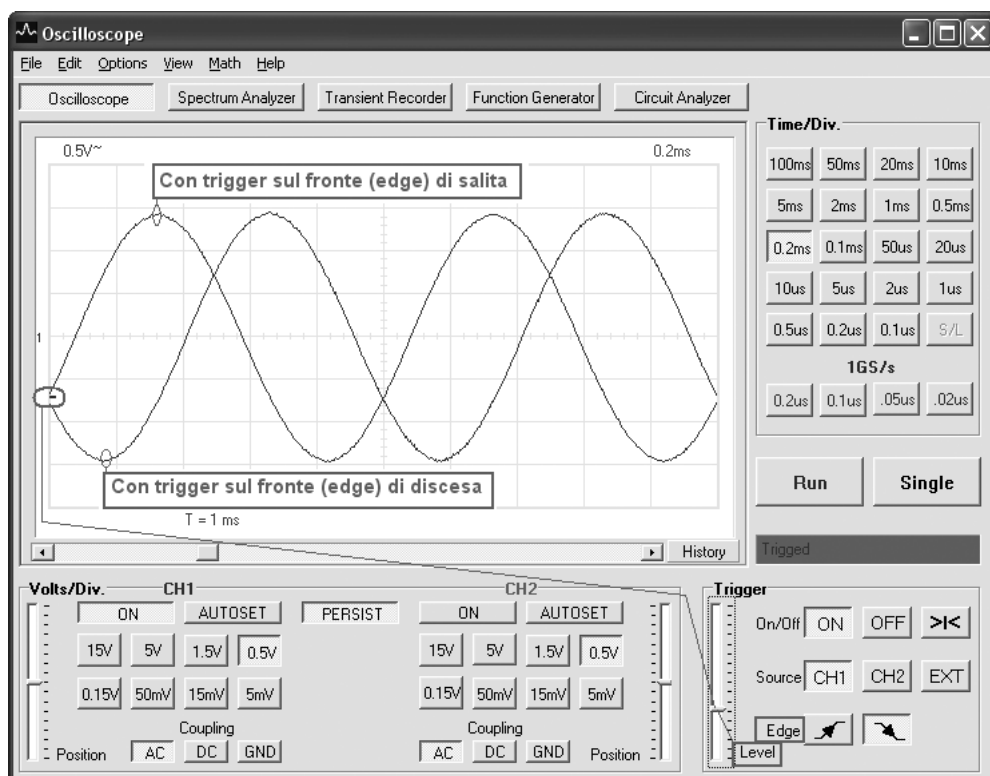 Oscilloscope
File Edit Options View Math Help
Oscilloscope Spectrum Analyzer Transient Recorder Function Generator Circuit Analyzer
0.5V~ 0.2ms
Con trigger sul fronte (edge) di salita
1
Con trigger sul fronte (edge) di discesa
T = 1 ms
History
Time/Div.
100ms 50ms 20ms 10ms
5ms 2ms 1ms 0.5ms
0.2ms 0.1ms 50us 20us
10us 5us 2us 1us
0.5us 0.2us 0.1us S/L
1GS/s
0.2us 0.1us .05us .02us
Run Single
Trigged
Volts/Div. CH1 CH2
ON AUTOSET PERSIST ON AUTOSET
15V 5V 1.5V 0.5V 15V 5V 1.5V 0.5V
0.15V 50mV 15mV 5mV 0.15V 50mV 15mV 5mV
Coupling Coupling
Position AC DC GND AC DC GND Position
Trigger
On/Off ON OFF >I<
Source CH1 CH2 EXT
Edge
Level